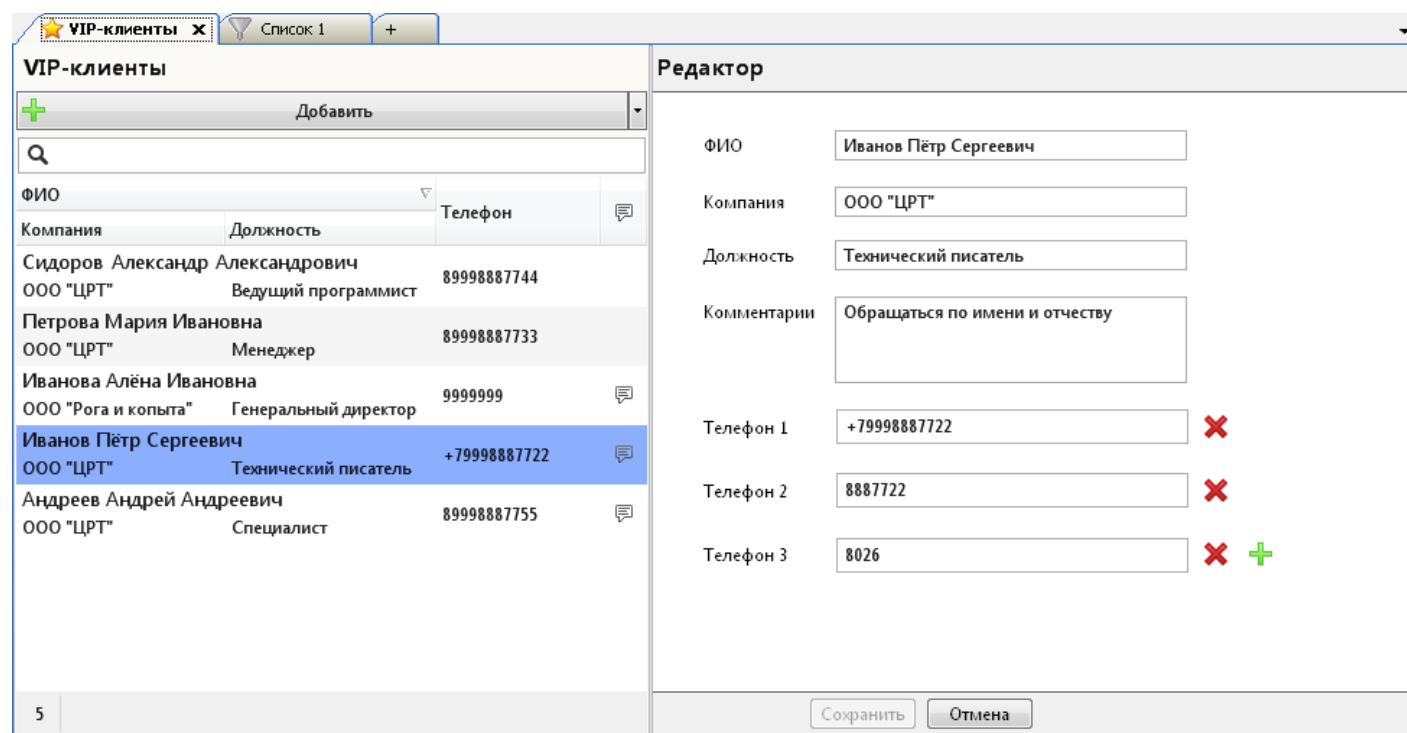 VIP-клиенты x Список 1 +
VIP-клиенты
Добавить
ФИО
Телефон
Компания Должность
Сидоров Александр Александрович
ООО "ЦРТ" Ведущий программист 89998887744
Петрова Мария Ивановна
ООО "ЦРТ" Менеджер 89998887733
Иванова Алёна Ивановна
ООО "Рога и копыта" Генеральный директор 9999999
Иванов Пётр Сергеевич
ООО "ЦРТ" Технический писатель +79998887722
Андреев Андрей Андреевич
ООО "ЦРТ" Специалист 89998887755
5
Редактор
ФИО Иванов Пётр Сергеевич
Компания ООО "ЦРТ"
Должность Технический писатель
Комментарии Обращаться по имени и отчеству
Телефон 1 +79998887722
Телефон 2 8887722
Телефон 3 8026
Сохранить Отмена